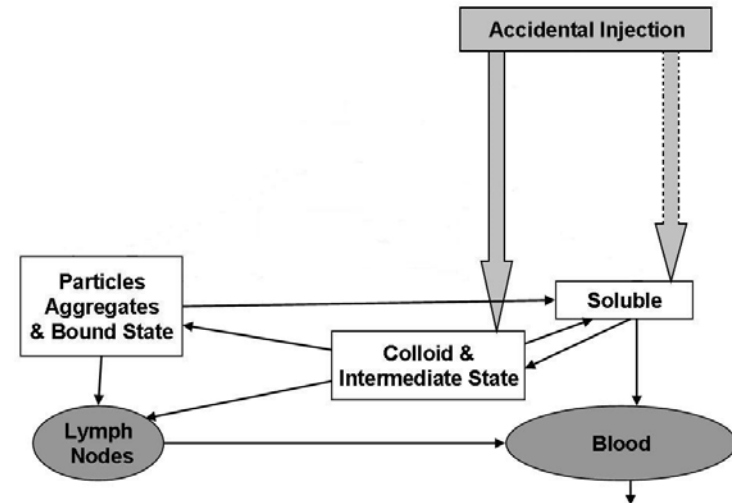 Accidental Injection
Particles
Aggregates
& Bound State
Soluble
Colloid &
Intermediate State
Lymph
Nodes
Blood